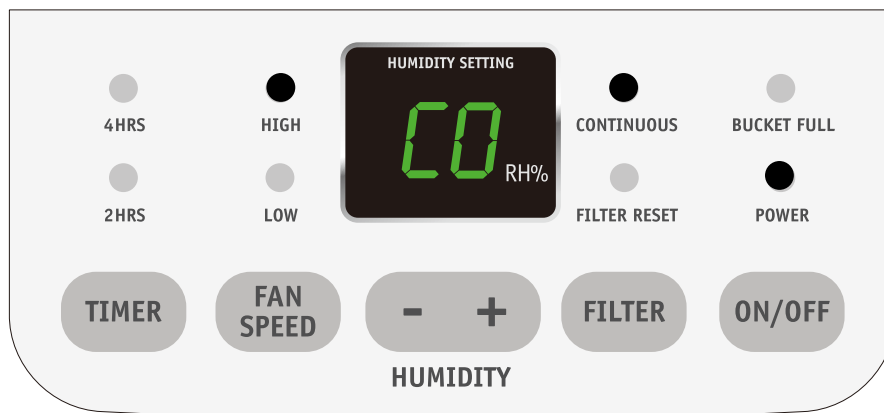 HUMIDITY SETTING
4HRS
HIGH
CO
RH%
CONTINUOUS
BUCKET FULL
2HRS
LOW
FILTER RESET
POWER
TIMER
FAN
SPEED
- +
FILTER
ON/OFF
HUMIDITY